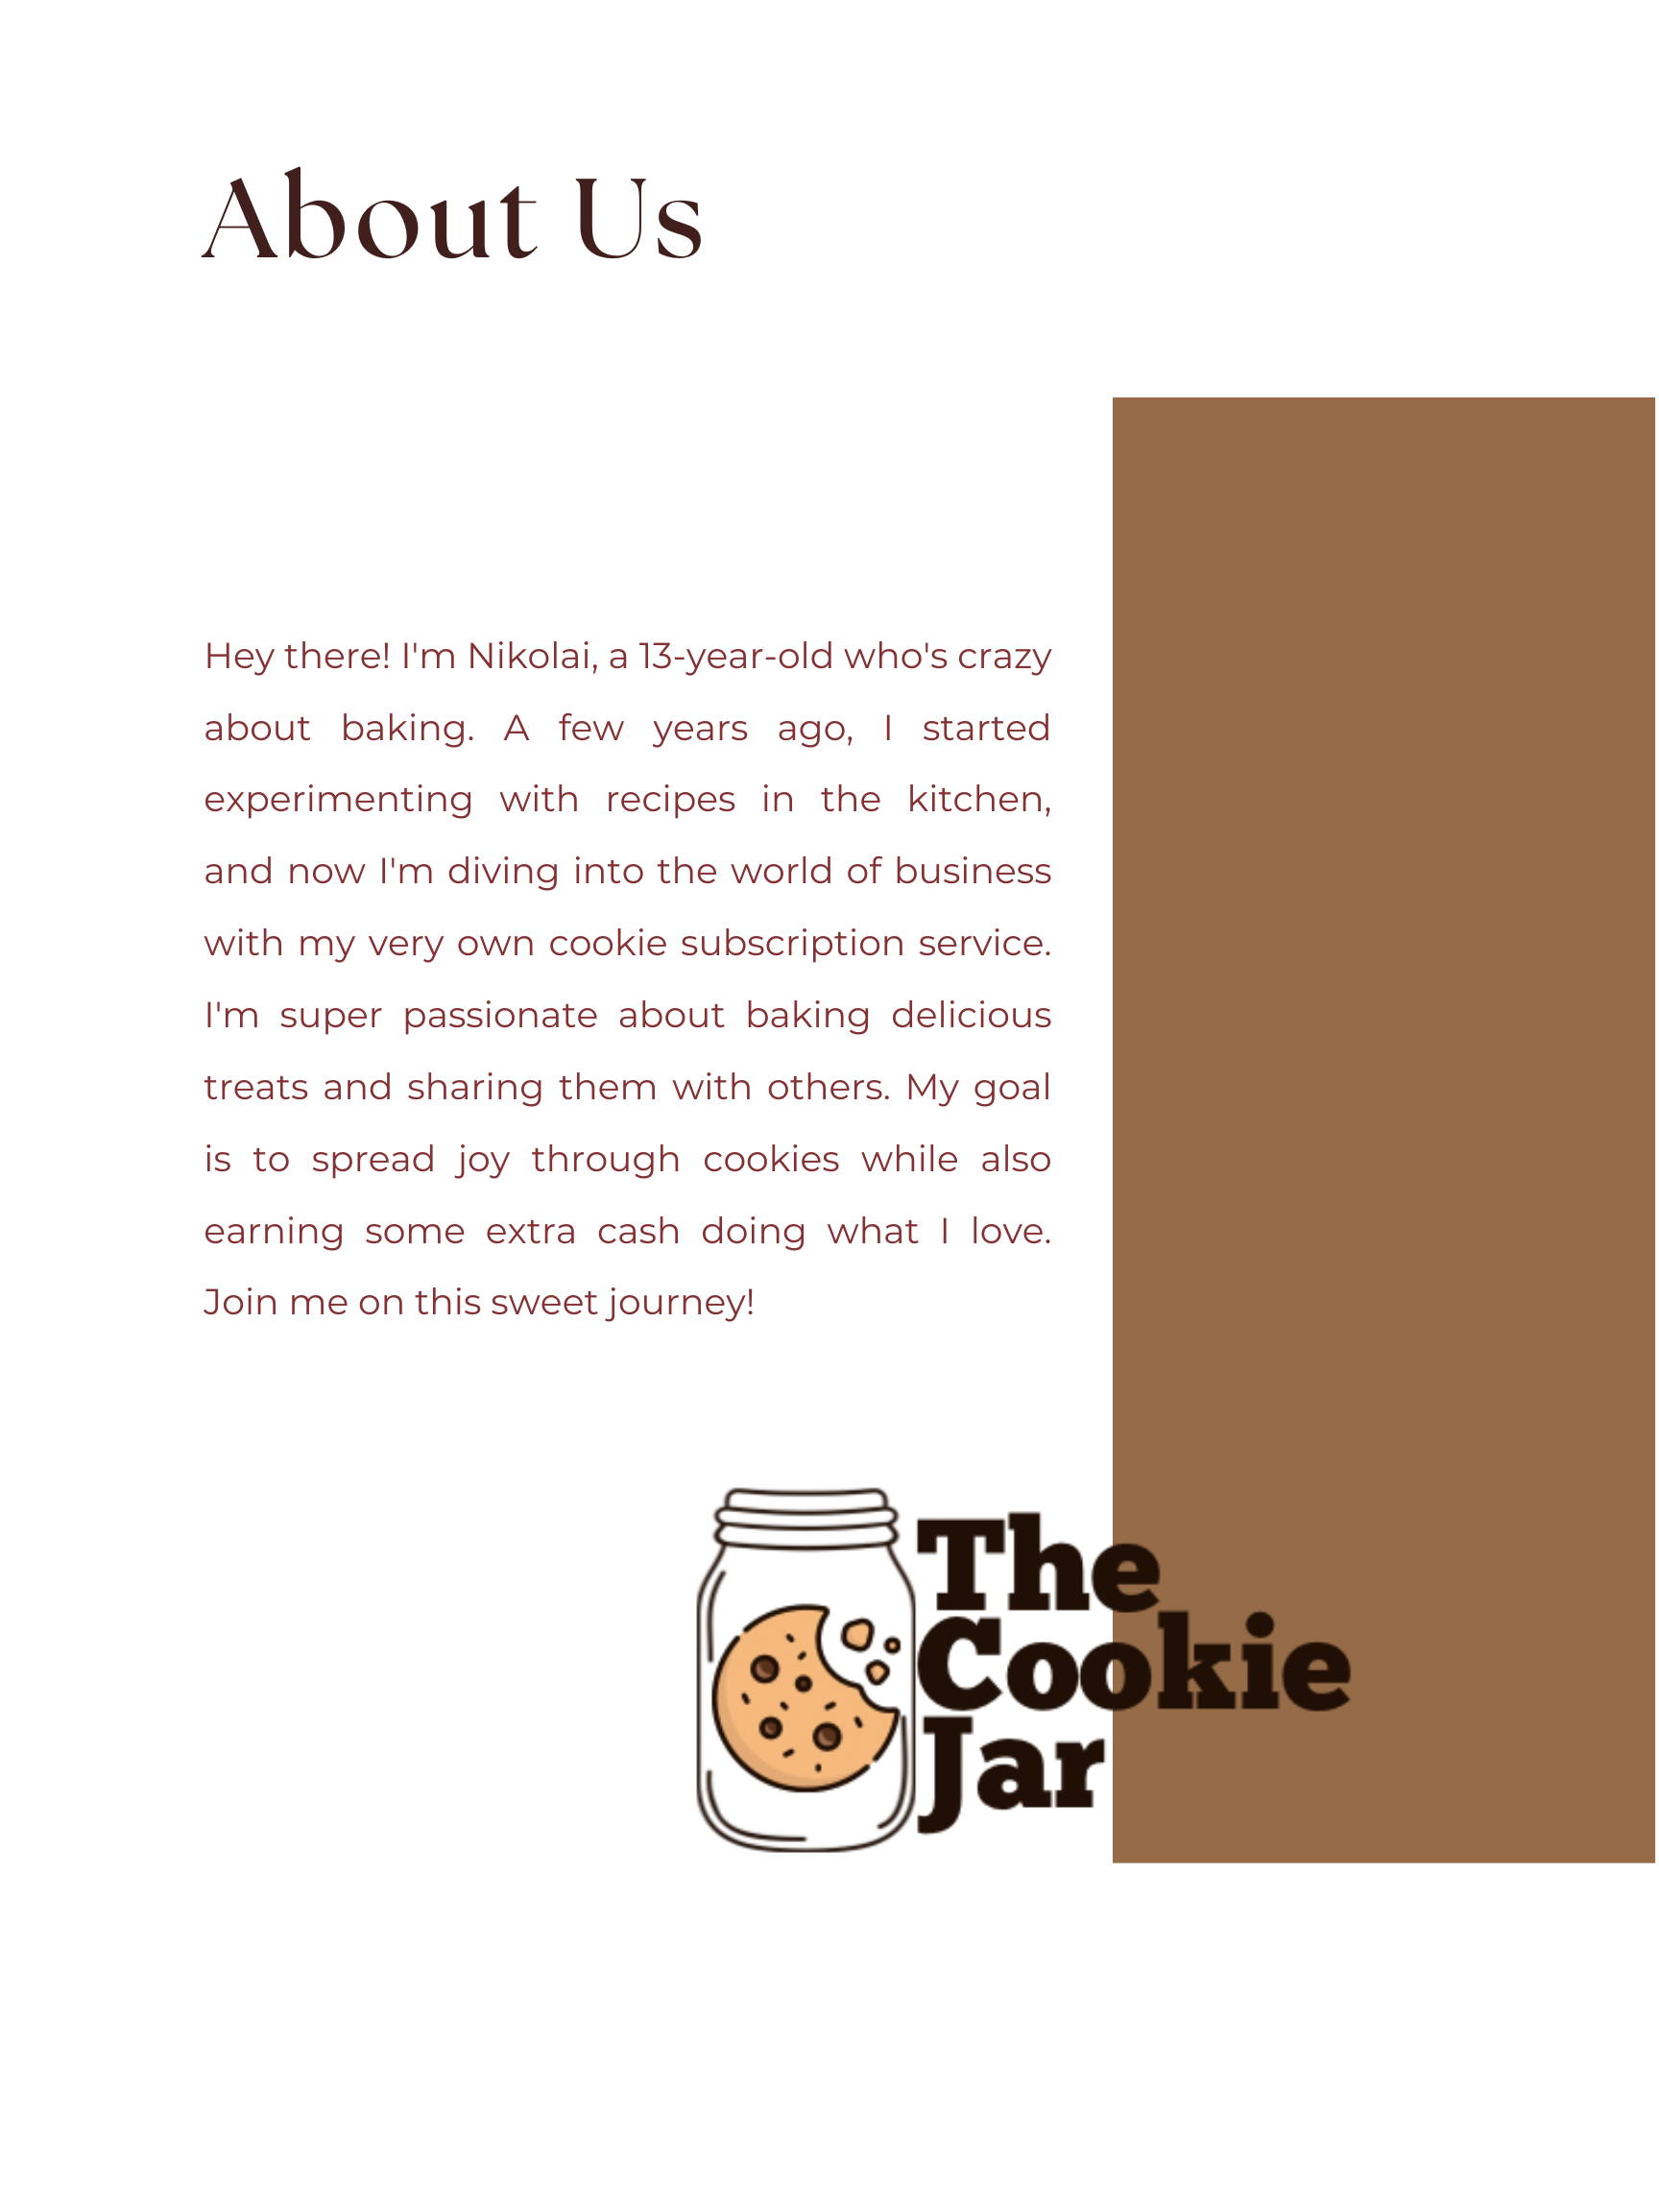 About Us
Hey there! I'm Nikolai, a 13-year-old who's crazy
about baking. A few years ago, I started
experimenting with recipes in the kitchen,
and now I'm diving into the world of business
with my very own cookie subscription service.
I'm super passionate about baking delicious
treats and sharing them with others. My goal
is to spread joy through cookies while also
earning some extra cash doing what I love.
Join me on this sweet journey!
The
Cookie
Jar